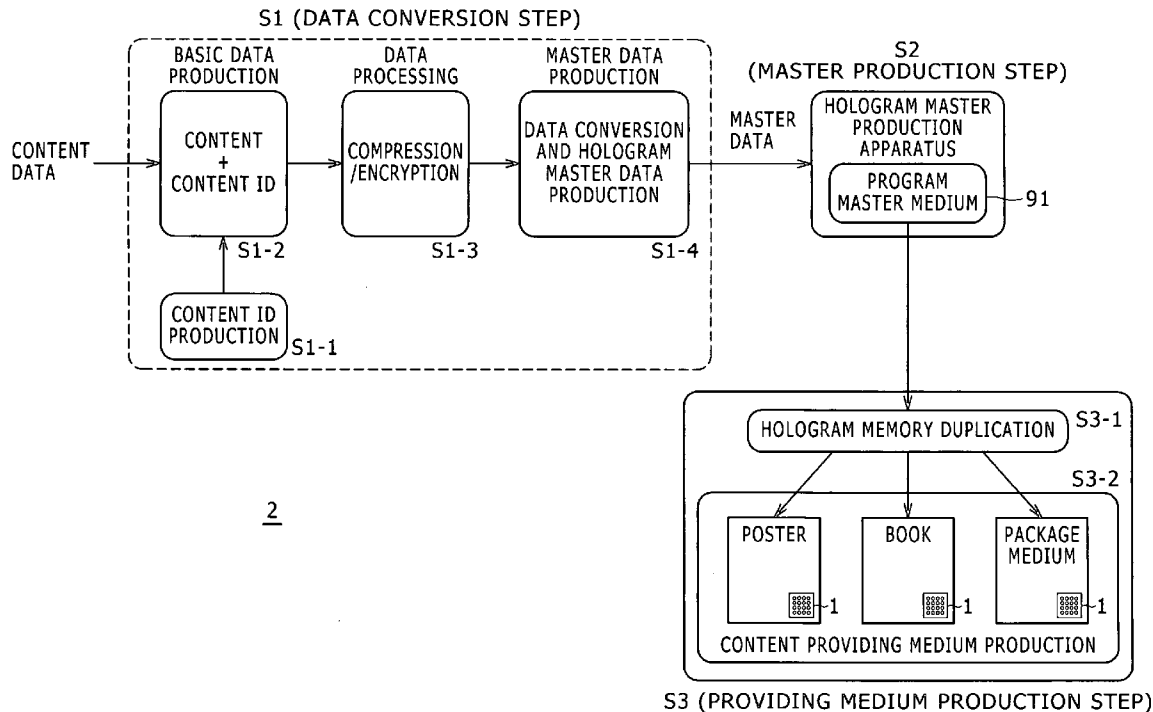 S1 (DATA CONVERSION STEP)
BASIC DATA
PRODUCTION
DATA
PROCESSING
MASTER DATA
PRODUCTION
S2
(MASTER PRODUCTION STEP)
CONTENT
DATA
CONTENT
+
CONTENT ID
S1-2
COMPRESSION
/ENCRYPTION
S1-3
DATA CONVERSION
AND HOLOGRAM
MASTER DATA
PRODUCTION
S1-4
MASTER
DATA
HOLOGRAM MASTER
PRODUCTION
APPARATUS
PROGRAM
MASTER MEDIUM
91
CONTENT ID
PRODUCTION
S1-1
HOLOGRAM MEMORY DUPLICATION
S3-1
S3-2
2
POSTER
1
BOOK
1
PACKAGE
MEDIUM
1
CONTENT PROVIDING MEDIUM PRODUCTION
S3 (PROVIDING MEDIUM PRODUCTION STEP)